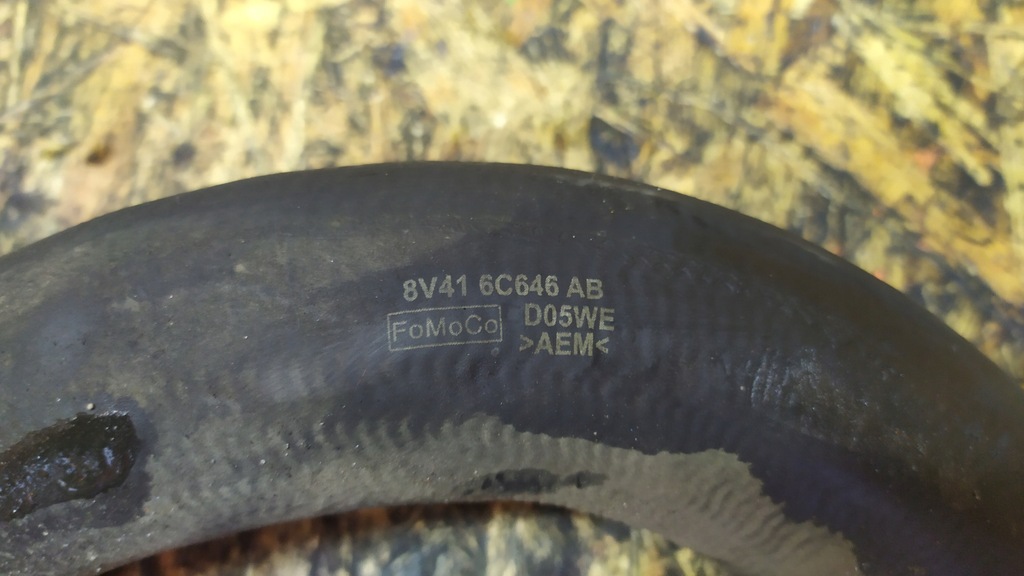 8V41 6C646 AB
FoMoCo D05WE
>AEM<